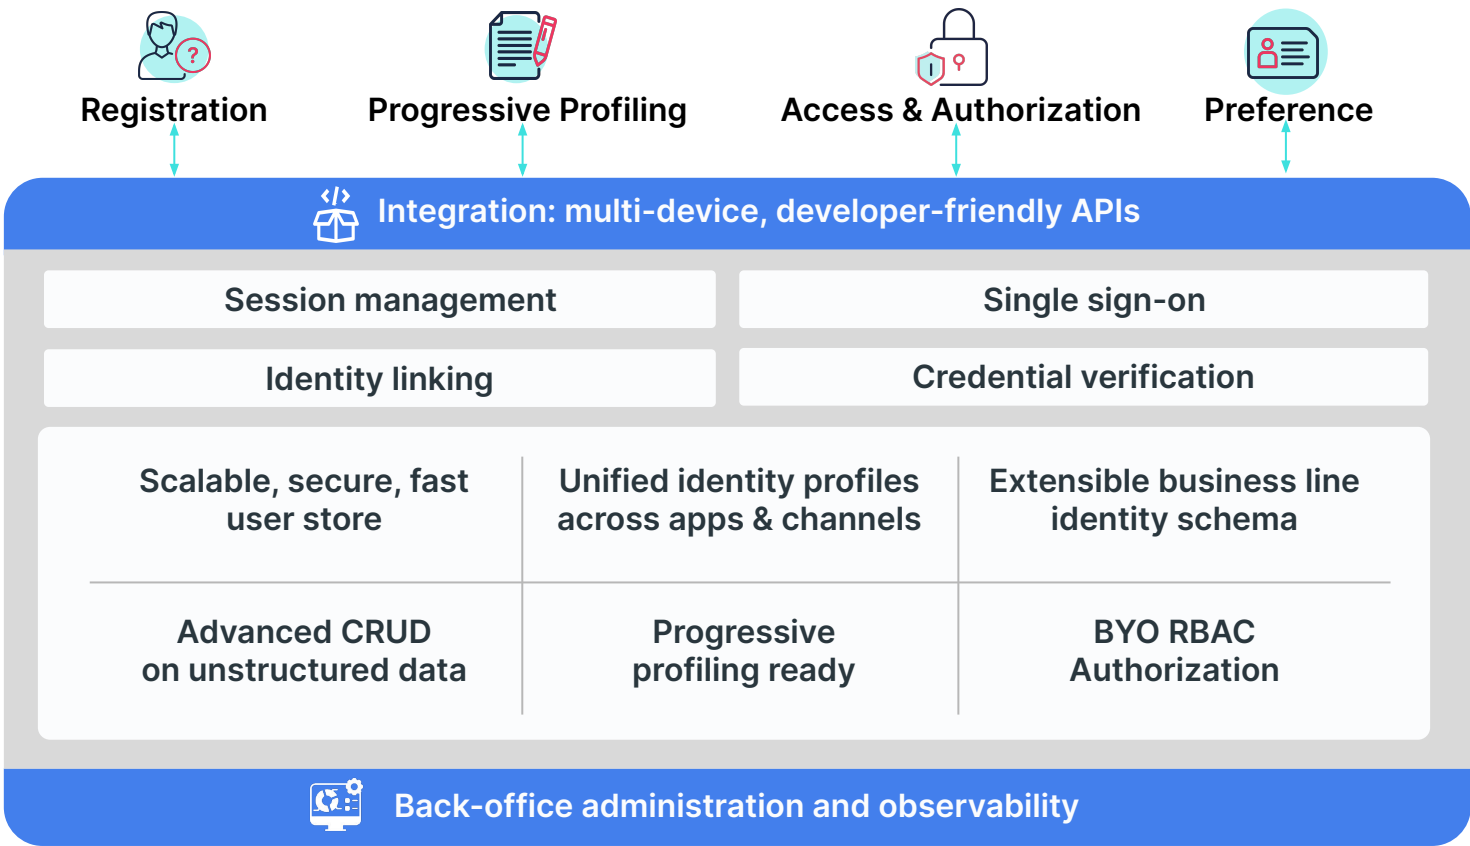 Registration
Progressive Profiling
Access & Authorization
Preference
Integration: multi-device, developer-friendly APIs
Session management
Single sign-on
Identity linking
Credential verification
Scalable, secure, fast
user store
Unified identity profiles
across apps & channels
Extensible business line
identity schema
Advanced CRUD
on unstructured data
Progressive
profiling ready
BYO RBAC
Authorization
Back-office administration and observability